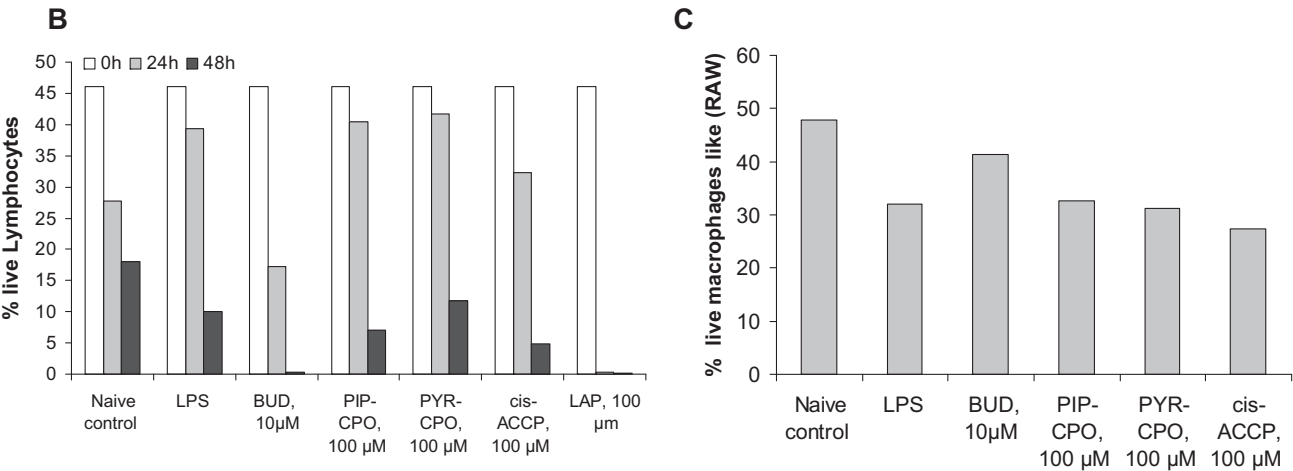 B
% live Lymphocytes
50
45
40
35
30
25
20
15
10
5
0
0h 24h 48h
Naive control
LPS
BUD, 10µM
PIP-CPO, 100 µM
PYR-CPO, 100 µM
cis-ACCP, 100 µM
LAP, 100 µm
C
% live macrophages like (RAW)
60
50
40
30
20
10
0
Naive control
LPS
BUD, 10µM
PIP-CPO, 100 µM
PYR-CPO, 100 µM
cis-ACCP, 100 µM